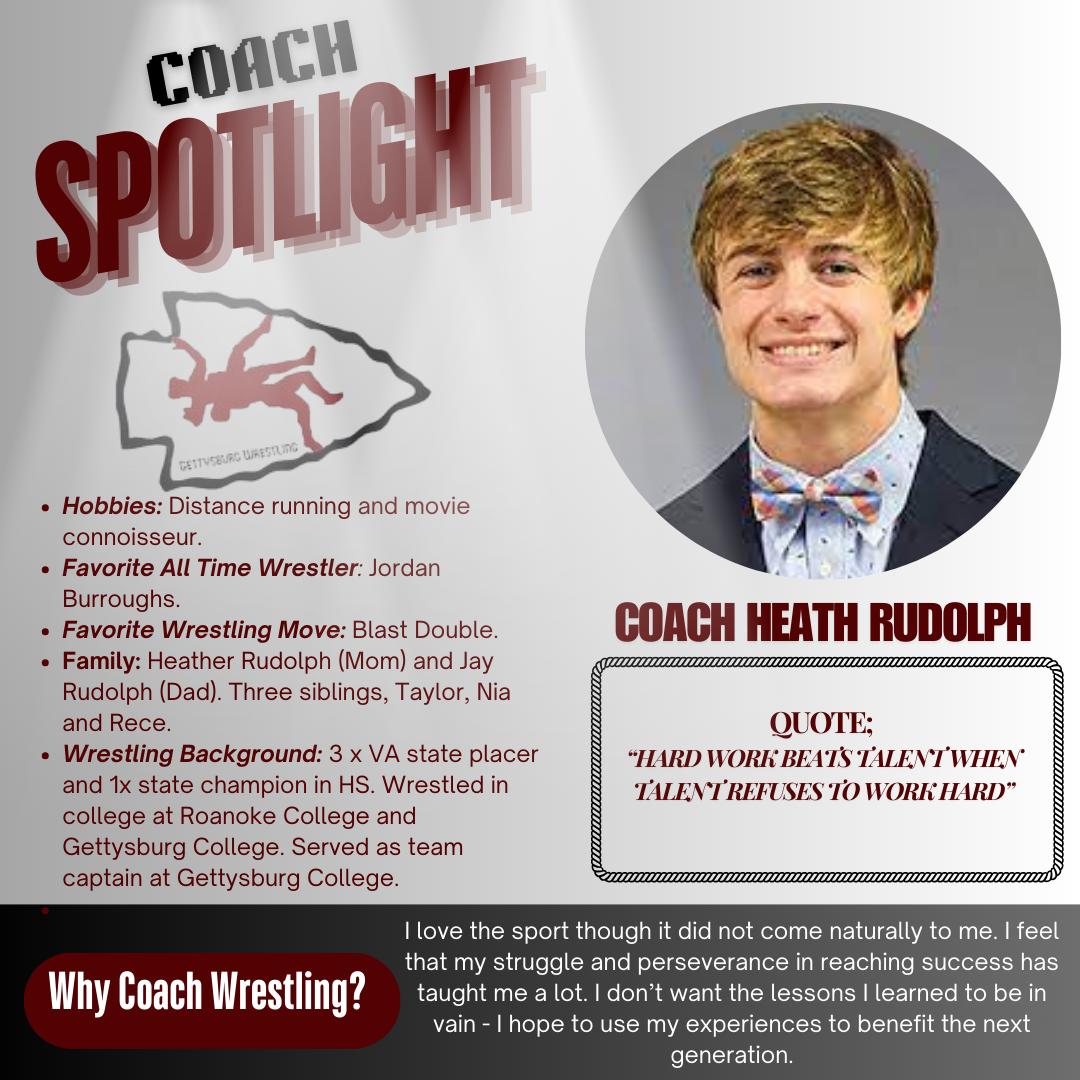 COACH
SPOTLIGHT
GETTYSBURG WRESTLING
• Hobbies: Distance running and movie
connoisseur.
• Favorite All Time Wrestler: Jordan
Burroughs.
• Favorite Wrestling Move: Blast Double.
• Family: Heather Rudolph (Mom) and Jay
Rudolph (Dad). Three siblings, Taylor, Nia
and Rece.
• Wrestling Background: 3 x VA state placer
and 1x state champion in HS. Wrestled in
college at Roanoke College and
Gettysburg College. Served as team
captain at Gettysburg College.
•
COACH HEATH RUDOLPH
QUOTE;
“HARD WORK BEATS TALENT WHEN
TALENT REFUSES TO WORK HARD”
Why Coach Wrestling?
I love the sport though it did not come naturally to me. I feel
that my struggle and perseverance in reaching success has
taught me a lot. I don’t want the lessons I learned to be in
vain - I hope to use my experiences to benefit the next
generation.